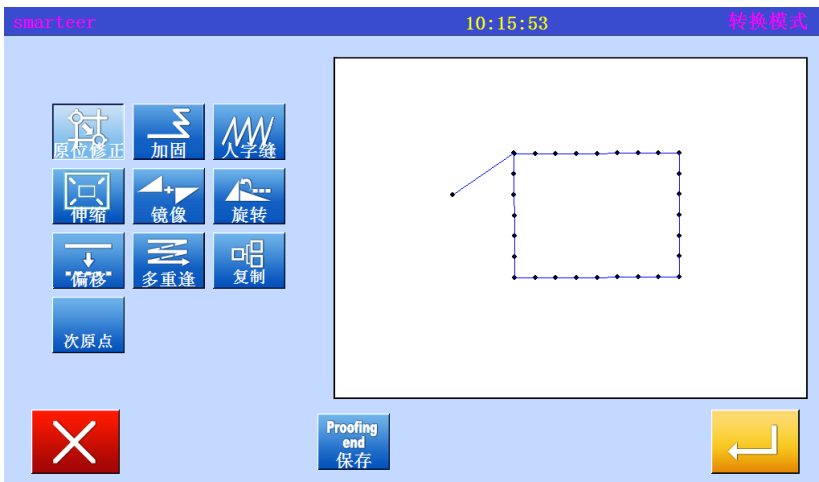 smarteer
10:15:53
转换模式
原位修正
加固
人字缝
伸缩
镜像
旋转
偏移
多重逢
复制
次原点
Proofing
end
保存